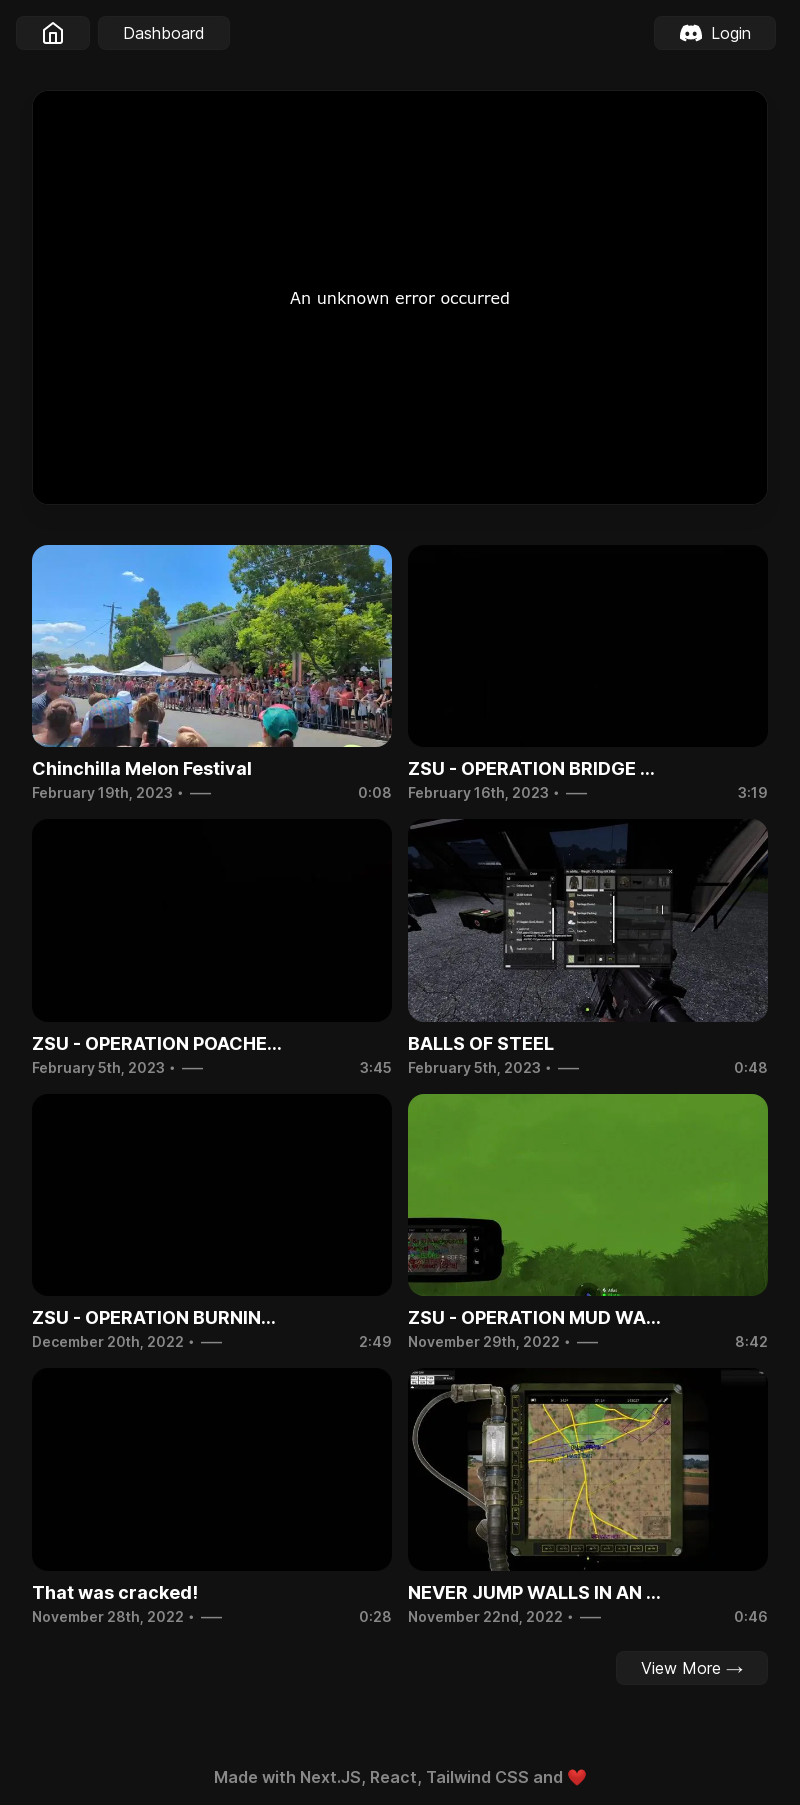 Dashboard
Login
An unknown error occurred
Chinchilla Melon Festival
February 19th, 2023 • ──
0:08
ZSU - OPERATION BRIDGE ...
February 16th, 2023 • ──
3:19
ZSU - OPERATION POACHE...
February 5th, 2023 • ──
3:45
BALLS OF STEEL
February 5th, 2023 • ──
0:48
ZSU - OPERATION BURNIN...
December 20th, 2022 • ──
2:49
ZSU - OPERATION MUD WA...
November 29th, 2022 • ──
8:42
That was cracked!
November 28th, 2022 • ──
0:28
NEVER JUMP WALLS IN AN ...
November 22nd, 2022 • ──
0:46
View More →
Made with Next.JS, React, Tailwind CSS and ❤️